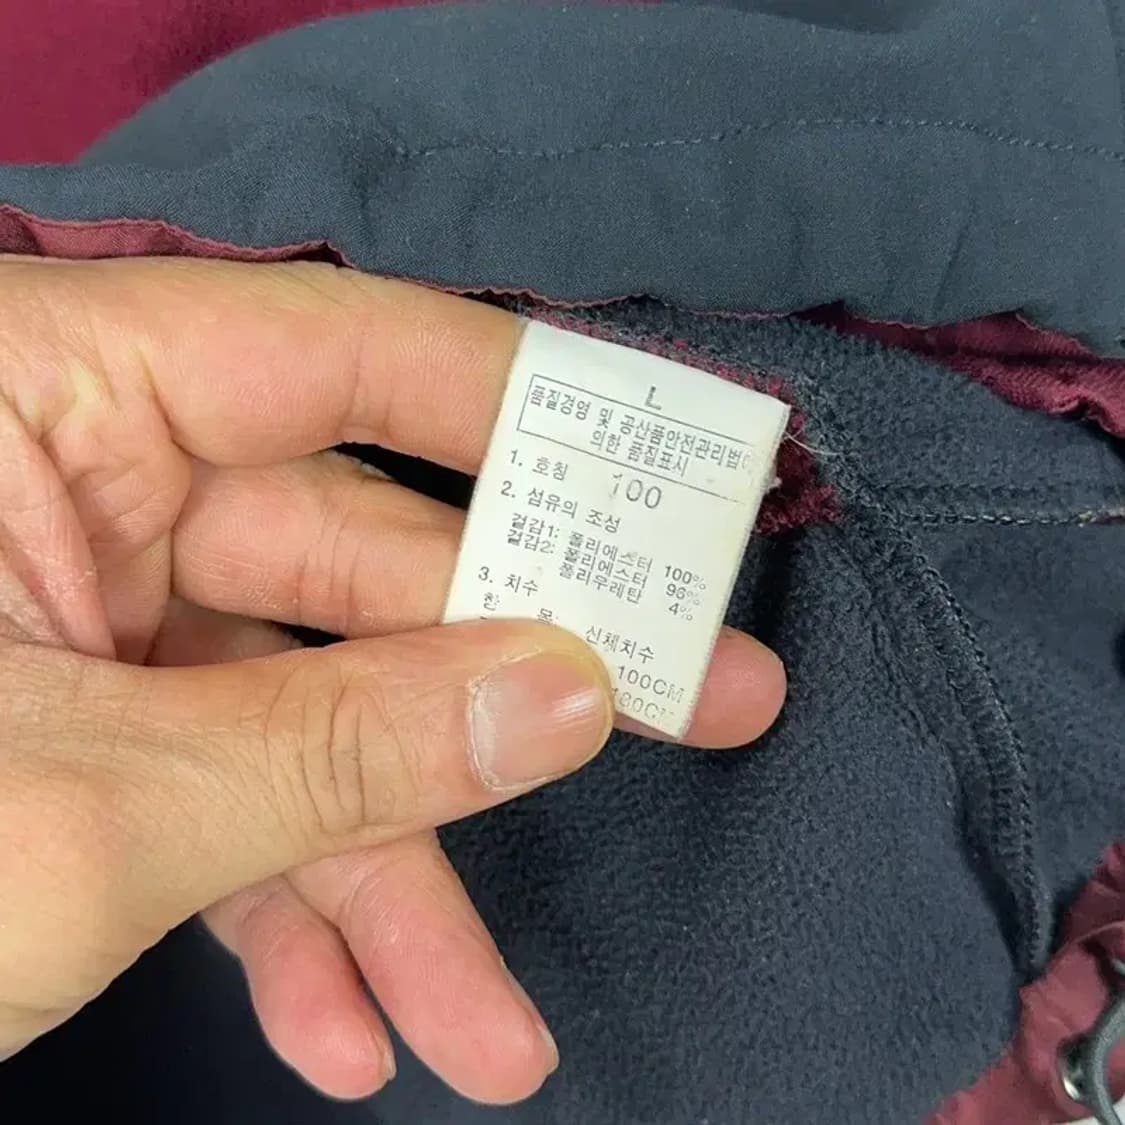 L
품질경영 및 공산품안전관리법
의한 품질표시
1. 호칭 100
2. 섬유의 조성
겉감1: 폴리에스터 100%
겉감2: 폴리에스터 96%
폴리우레탄 4%
3. 치수
신체치수
100CM
180CM